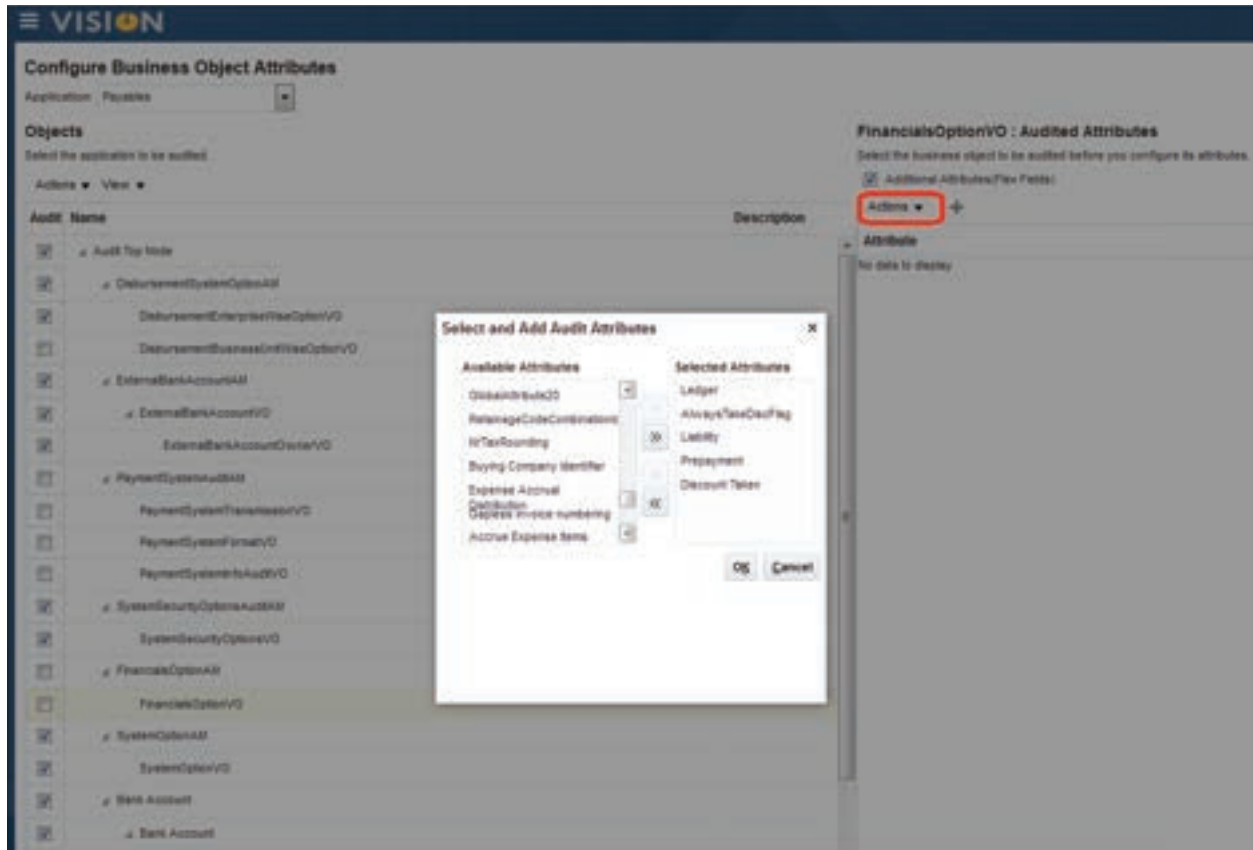 VISION
Configure Business Object Attributes
Application Payables
Objects
Select the application to be audited.
Actions View
Audit Name Description
Audit Top Node
DisbursementSystemOptionAM
DisbursementEnterpriseWiseOptionVO
DisbursementBusinessUnitWiseOptionVO
ExternalBankAccountAM
ExternalBankAccountVO
ExternalBankAccountOwnerVO
PaymentSystemAuditAM
PaymentSystemTransmissionVO
PaymentSystemFormatVO
PaymentSystemInfoAuditVO
SystemSecurityOptionsAuditAM
SystemSecurityOptionsVO
FinancialsOptionAM
FinancialsOptionVO
SystemOptionAM
SystemOptionVO
Bank Account
Bank Account
FinancialsOptionVO : Audited Attributes
Select the business object to be audited before you configure its attributes.
Additional Attributes(Flex Fields)
Actions
Attribute
No data to display
Select and Add Audit Attributes
Available Attributes
GlobalAttribute20
RetainageCodeCombinationId
NrTaxRounding
Buying Company Identifier
Expense Accrual
Distribution
Gapless invoice numbering
Accrue Expense Items
Selected Attributes
Ledger
AlwaysTakeDiscFlag
Liability
Prepayment
Discount Taken
OK Cancel